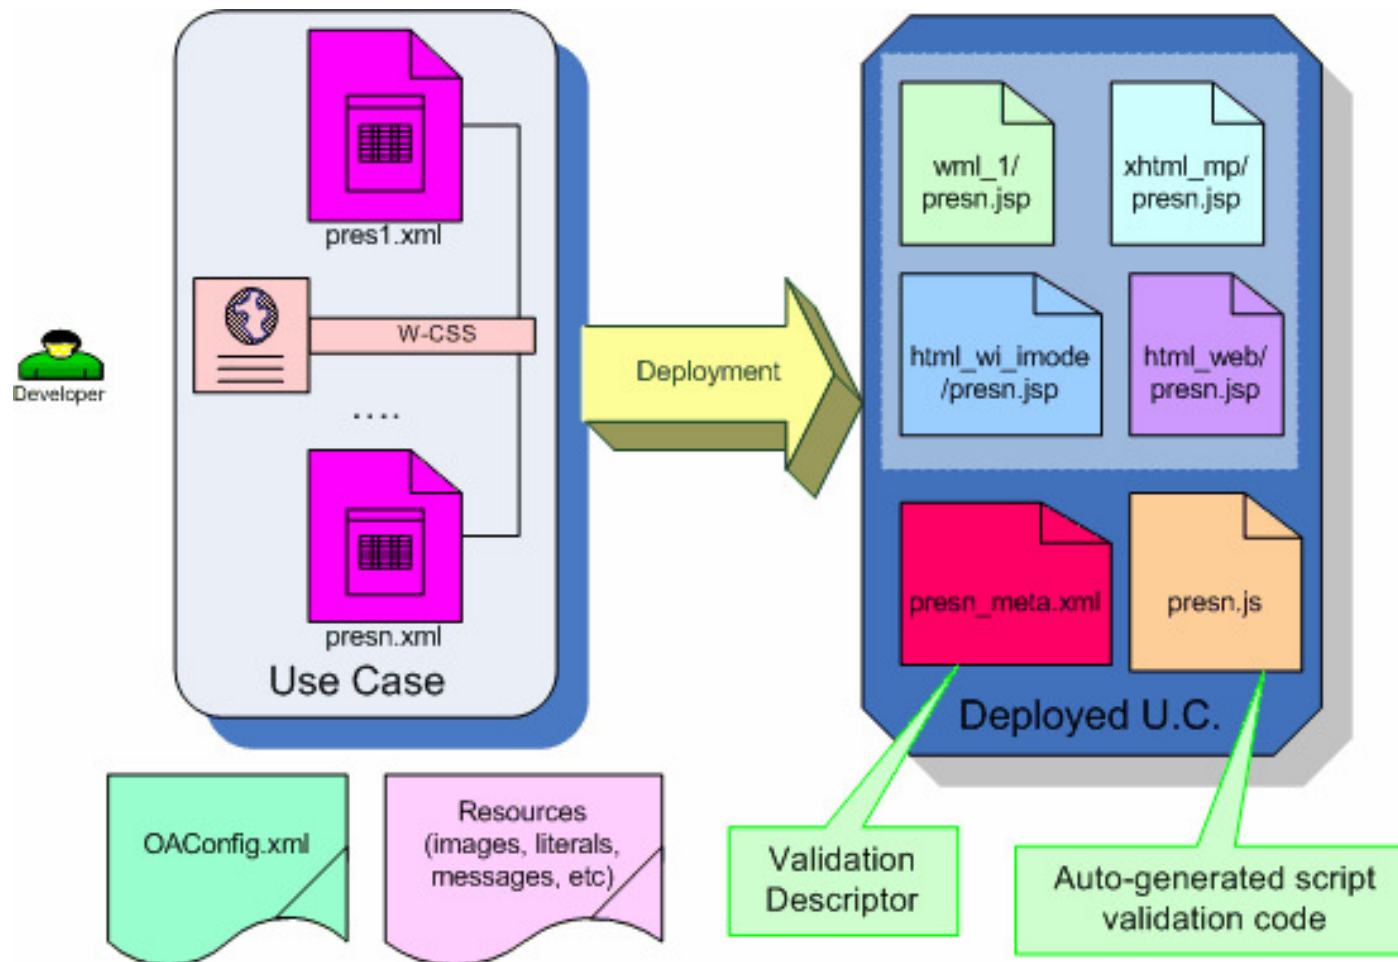 pres1.xml
W-CSS
....
presn.xml
Use Case
Developer
Deployment
wml_1/
presn.jsp
xhtml_mp/
presn.jsp
html_wi_imode
/presn.jsp
html_web/
presn.jsp
presn_meta.xml
presn.js
Deployed U.C.
OAConfig.xml
Resources
(images, literals,
messages, etc)
Validation
Descriptor
Auto-generated script
validation code